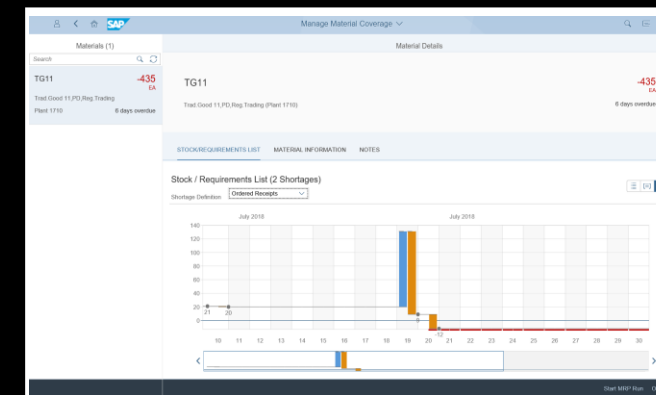 SAP
Manage Material Coverage
Materials (1)
Material Details
Search
TG11
-435
EA
Trad.Good 11,PD,Reg.Trading
Plant 1710
6 days overdue
TG11
-435
EA
Trad.Good 11,PD,Reg.Trading (Plant 1710)
6 days overdue
STOCK/REQUIREMENTS LIST MATERIAL INFORMATION NOTES
Stock / Requirements List (2 Shortages)
Shortage Definition: Ordered Receipts
July 2018 July 2018
140
120
100
80
60
40
20
0
21 20 9 -12
10 11 12 13 14 15 16 17 18 19 20 21 22 23 24 25 26 27 28 29 30
Start MRP Run